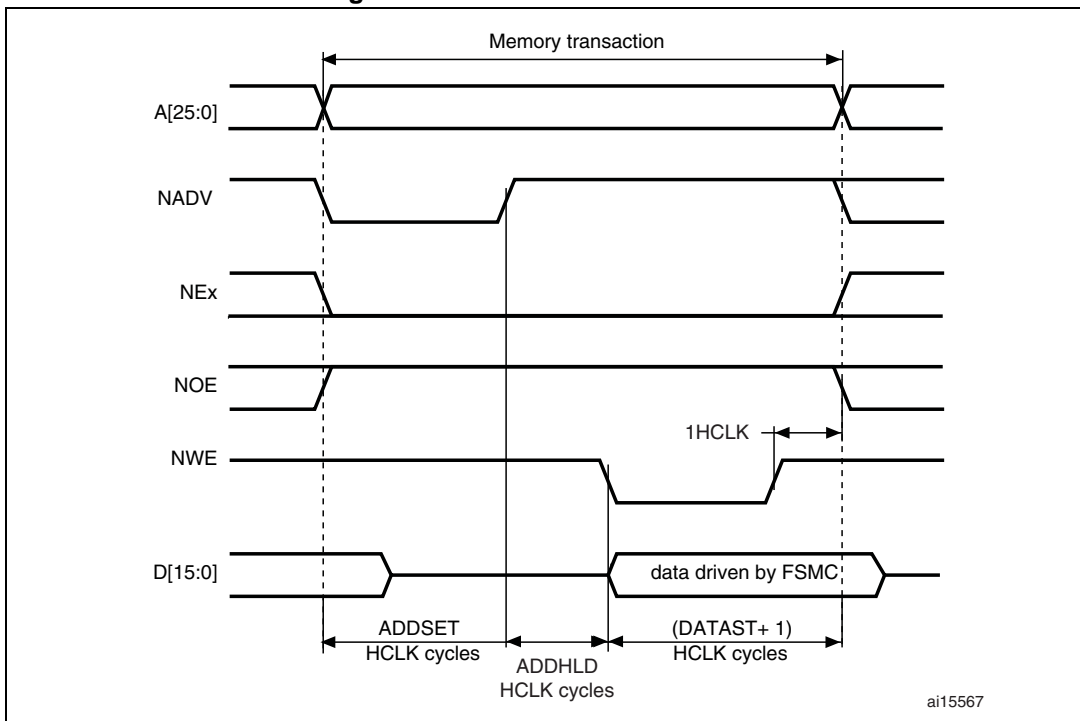 Memory transaction
A[25:0]
NADV
NEx
NOE
1HCLK
NWE
D[15:0]
data driven by FSMC
ADDSET
HCLK cycles
ADDHLD
HCLK cycles
(DATAST+ 1)
HCLK cycles
ai15567